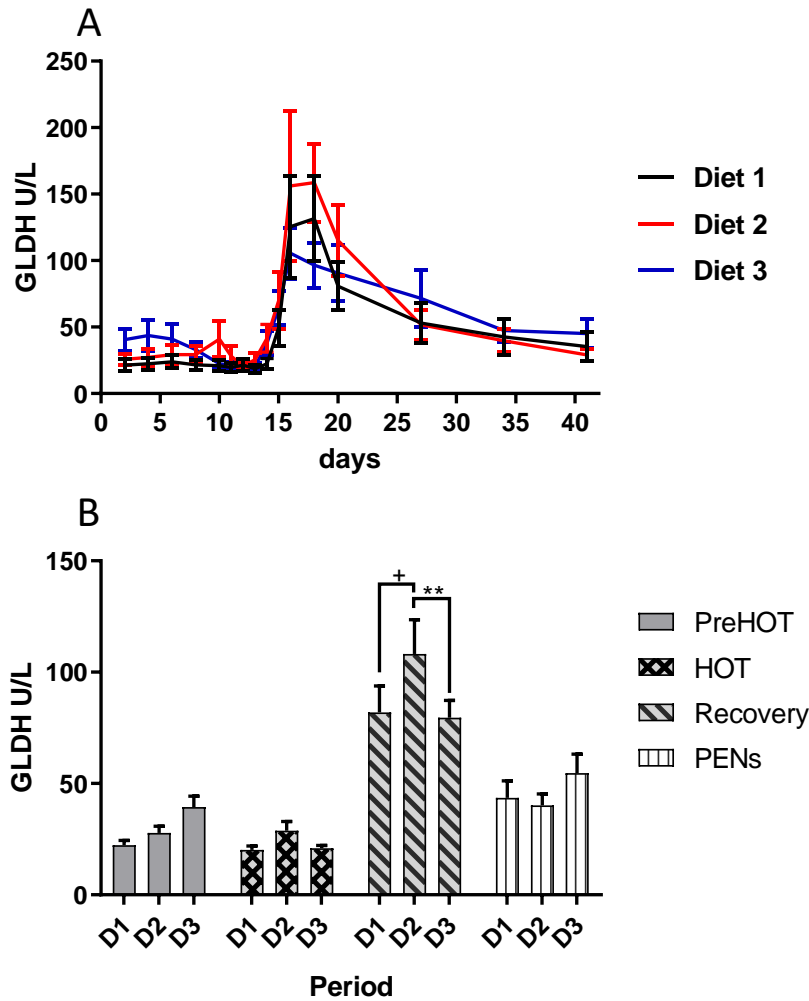 A
250
200
150
100
50
0
GLDH U/L
0 5 10 15 20 25 30 35 40
days
Diet 1
Diet 2
Diet 3
B
150
100
50
0
GLDH U/L
+
**
D1 D2 D3 D1 D2 D3 D1 D2 D3 D1 D2 D3
Period
PreHOT
HOT
Recovery
PENs